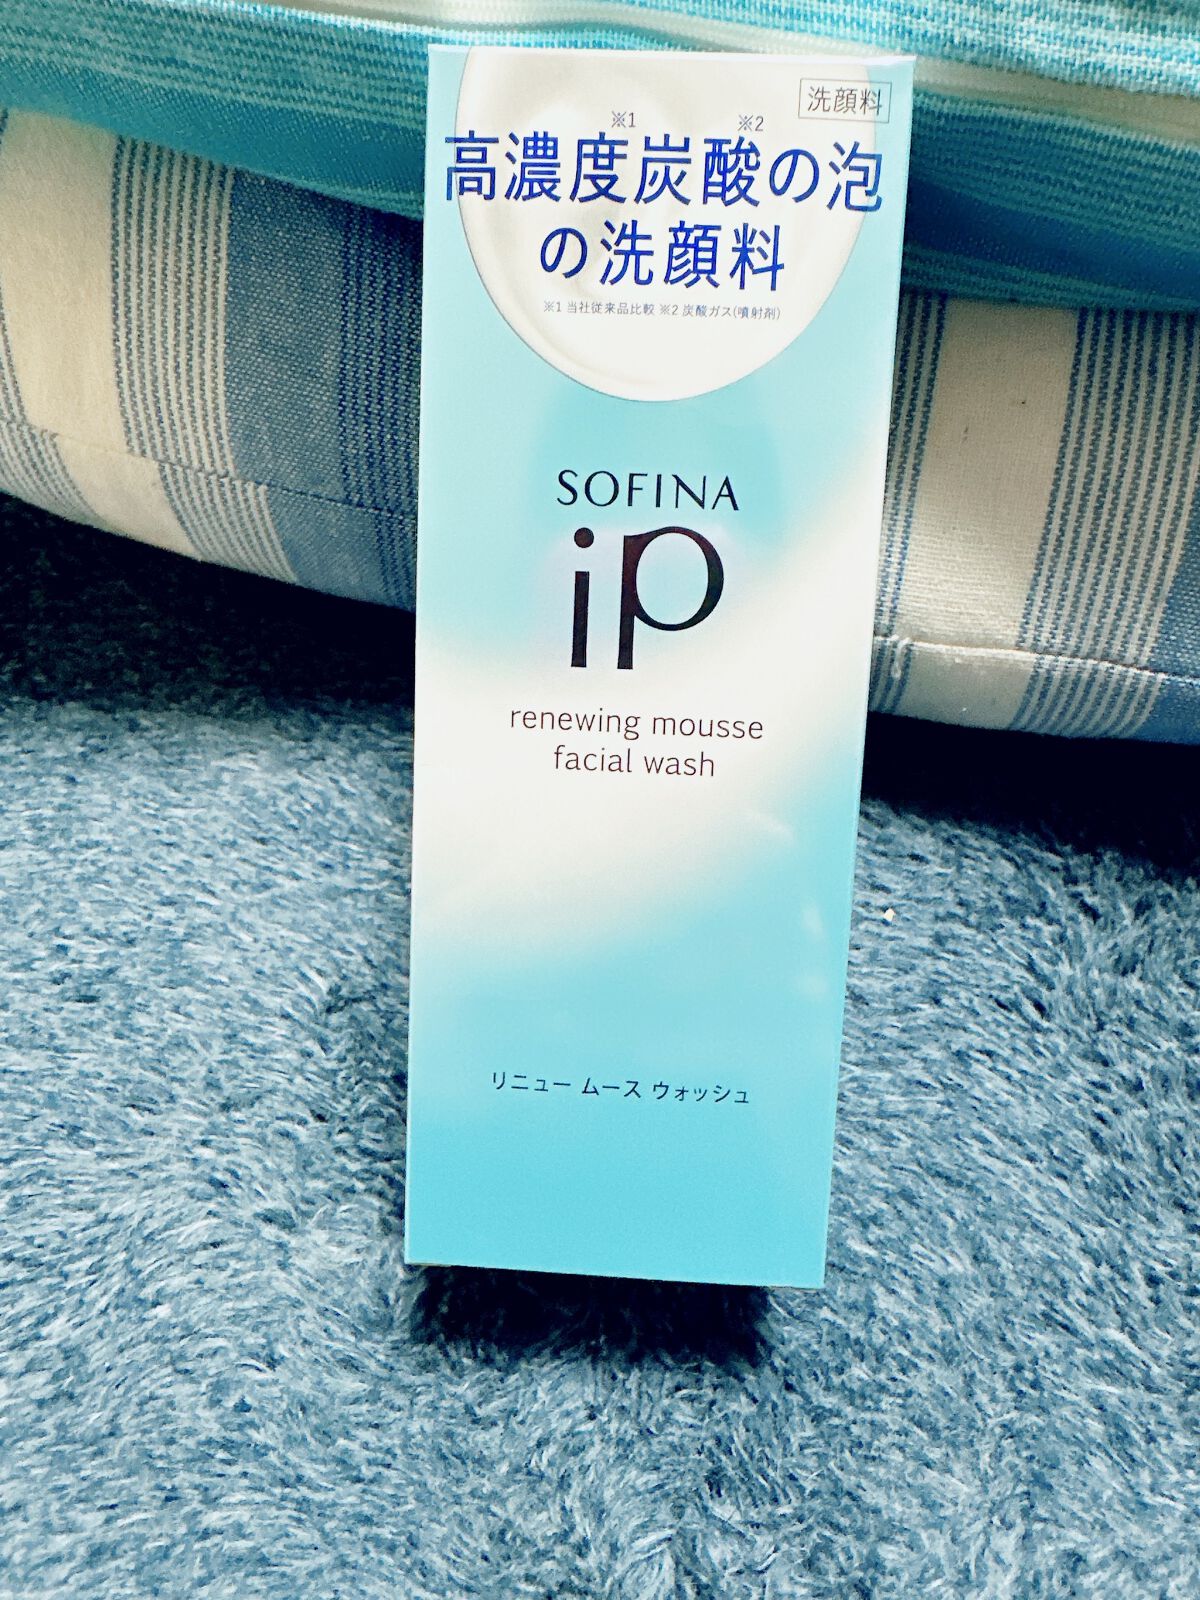 洗顔料
※1 ※2
高濃度炭酸の泡
の洗顔料
※1 当社従来品比較 ※2 炭酸ガス(噴射剤)
SOFINA
iP
renewing mousse
facial wash
リニュー ムース ウォッシュ